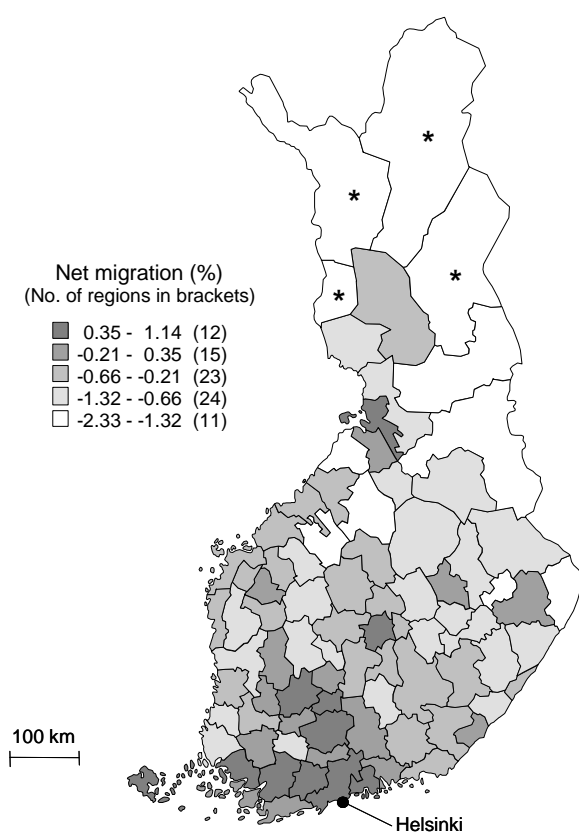 *
*
*
*
Net migration (%)
(No. of regions in brackets)
0.35 - 1.14 (12)
-0.21 - 0.35 (15)
-0.66 - -0.21 (23)
-1.32 - -0.66 (24)
-2.33 - -1.32 (11)
100 km
Helsinki